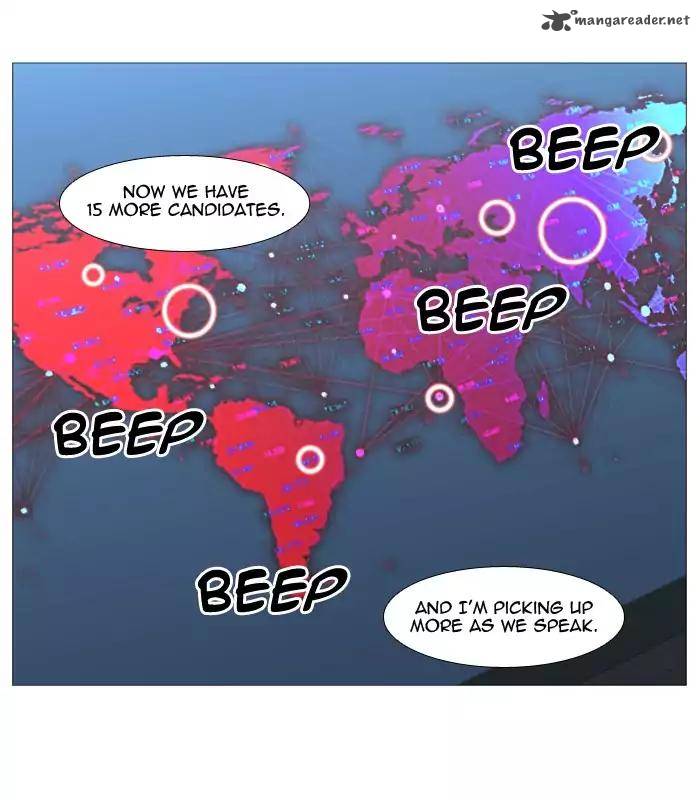 mangareader.net
BEEP
NOW WE HAVE
15 MORE CANDIDATES.
BEEP
BEEP
BEEP
AND I'M PICKING UP
MORE AS WE SPEAK.